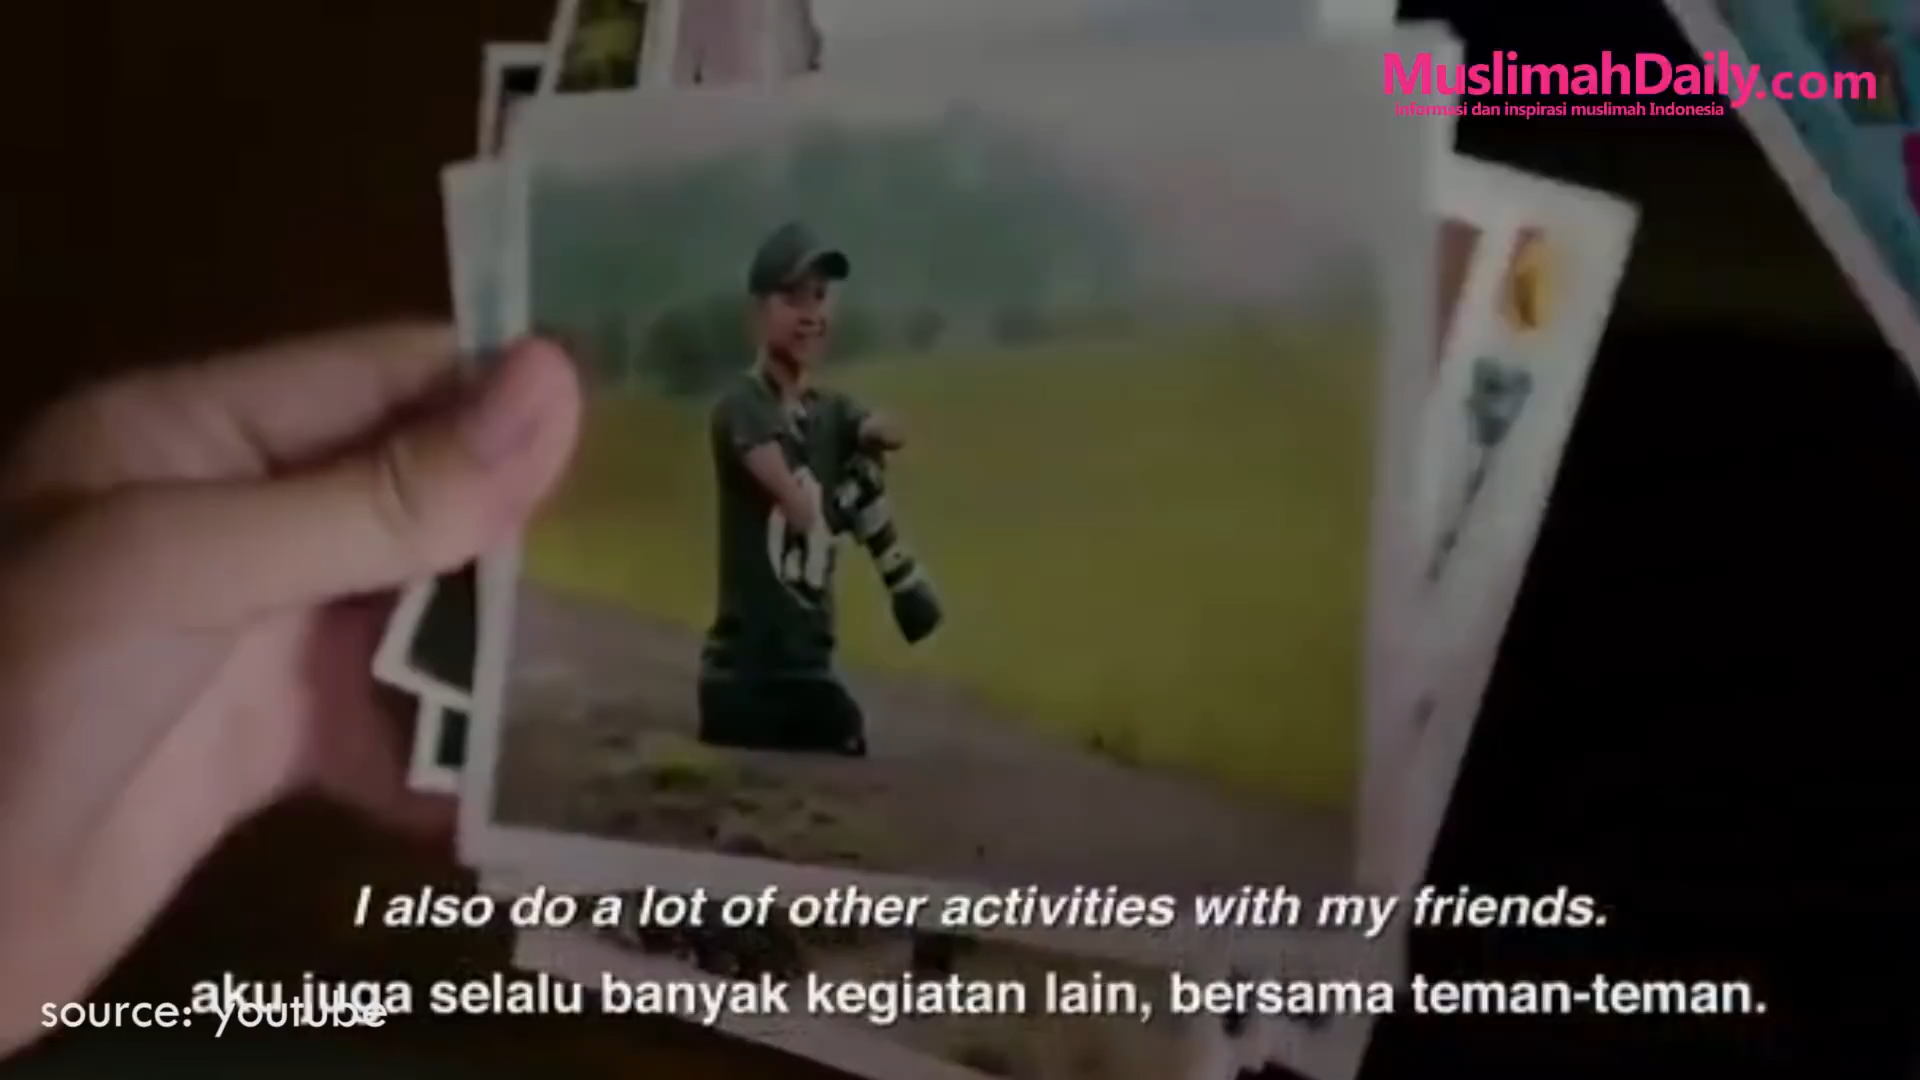 MuslimahDaily.com
informasi dan inspirasi muslimah Indonesia
I also do a lot of other activities with my friends.
aku juga selalu banyak kegiatan lain, bersama teman-teman.
source: youtube